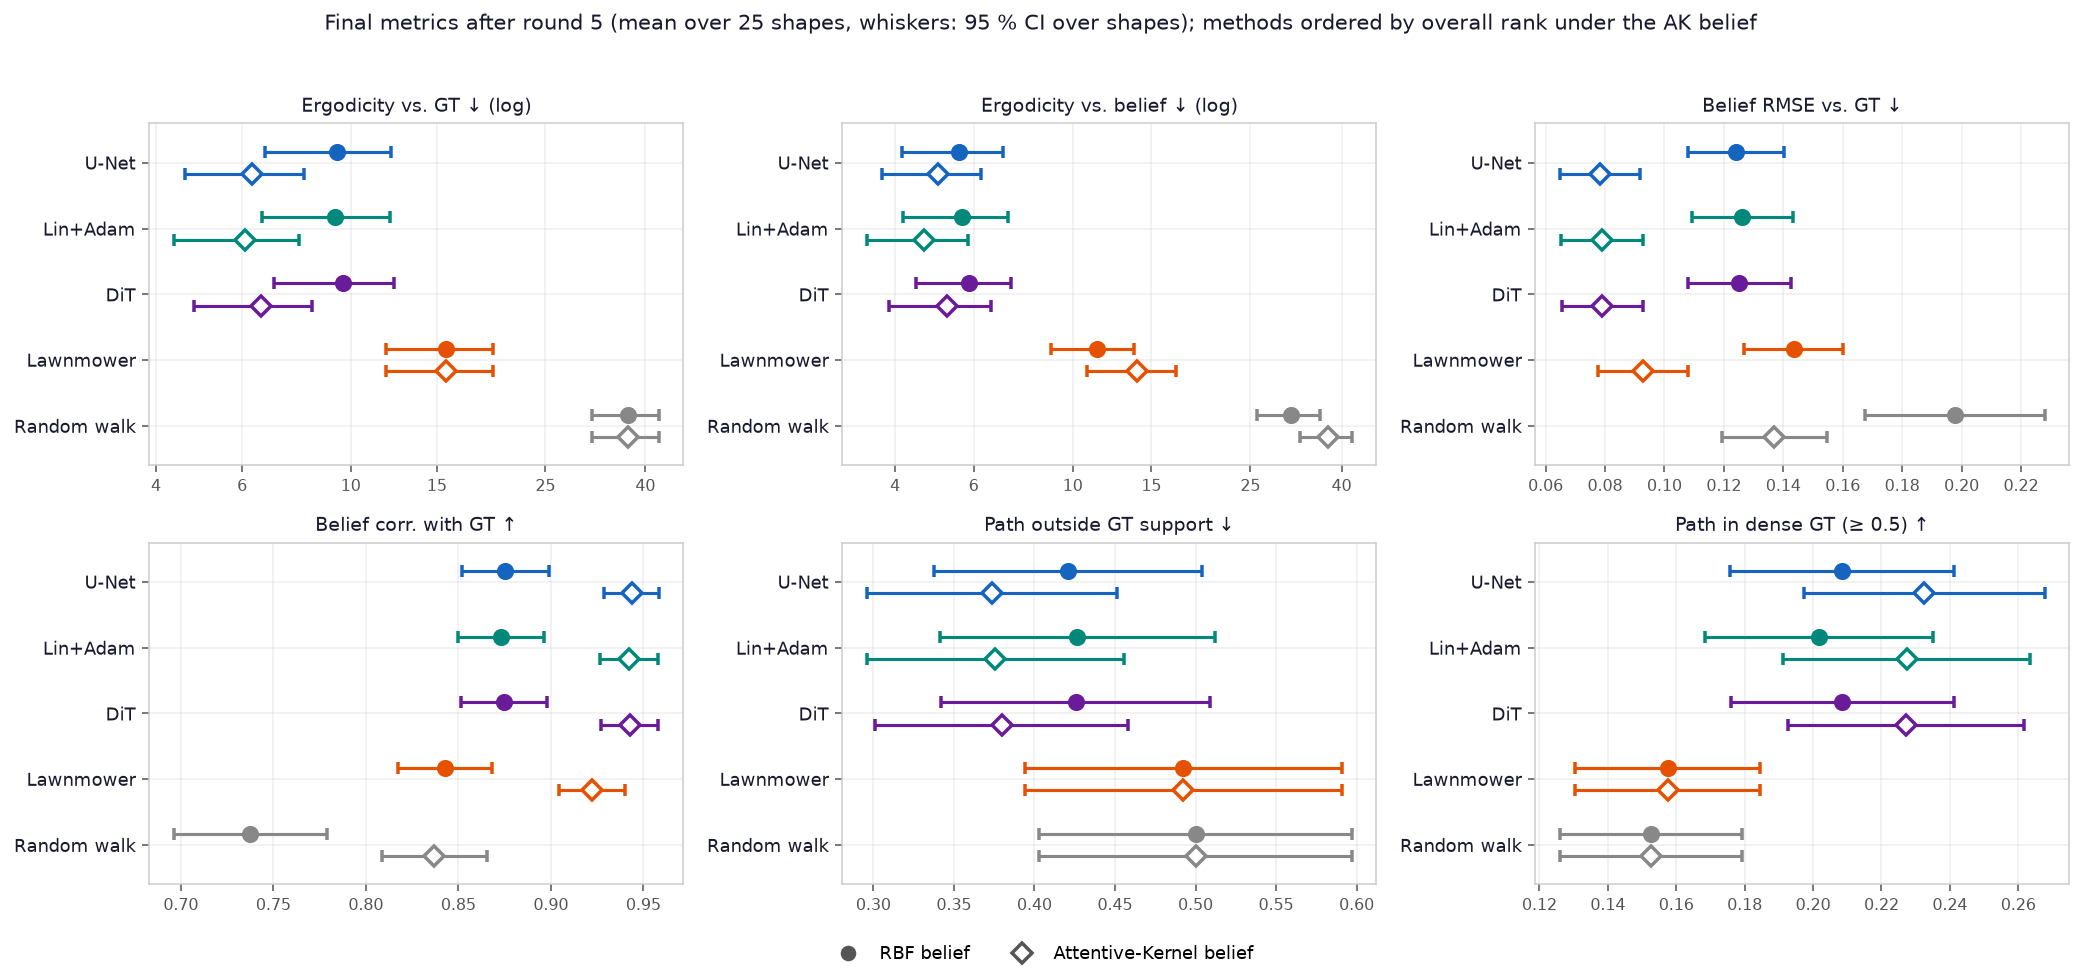 Final metrics after round 5 (mean over 25 shapes, whiskers: 95 % CI over shapes); methods ordered by overall rank under the AK belief
Ergodicity vs. GT ↓ (log)
U-Net
Lin+Adam
DiT
Lawnmower
Random walk
4 6 10 15 25 40
Ergodicity vs. belief ↓ (log)
U-Net
Lin+Adam
DiT
Lawnmower
Random walk
4 6 10 15 25 40
Belief RMSE vs. GT ↓
U-Net
Lin+Adam
DiT
Lawnmower
Random walk
0.06 0.08 0.10 0.12 0.14 0.16 0.18 0.20 0.22
Belief corr. with GT ↑
U-Net
Lin+Adam
DiT
Lawnmower
Random walk
0.70 0.75 0.80 0.85 0.90 0.95
Path outside GT support ↓
U-Net
Lin+Adam
DiT
Lawnmower
Random walk
0.30 0.35 0.40 0.45 0.50 0.55 0.60
Path in dense GT (≥ 0.5) ↑
U-Net
Lin+Adam
DiT
Lawnmower
Random walk
0.12 0.14 0.16 0.18 0.20 0.22 0.24 0.26
RBF belief
Attentive-Kernel belief